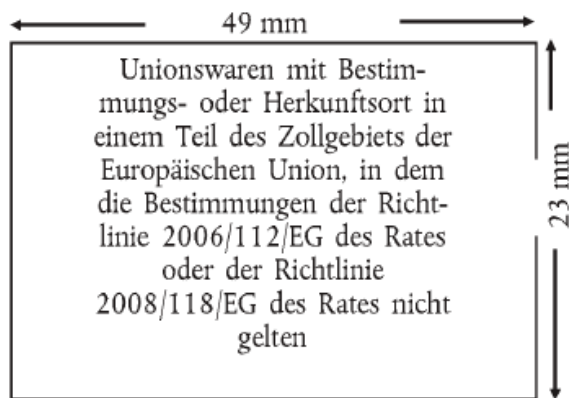 49 mm
Unionswaren mit Bestim-
mungs- oder Herkunftsort in
einem Teil des Zollgebiets der
Europäischen Union, in dem
die Bestimmungen der Richt-
linie 2006/112/EG des Rates
oder der Richtlinie
2008/118/EG des Rates nicht
gelten
23 mm